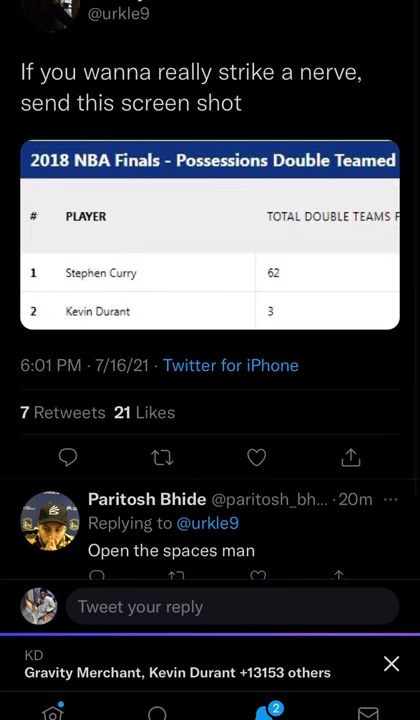 @urkle9
If you wanna really strike a nerve,
send this screen shot
2018 NBA Finals - Possessions Double Teamed
# PLAYER TOTAL DOUBLE TEAMS F
1 Stephen Curry 62
2 Kevin Durant 3
6:01 PM · 7/16/21 · Twitter for iPhone
7 Retweets 21 Likes
Paritosh Bhide @paritosh_bh... · 20m
Replying to @urkle9
Open the spaces man
Tweet your reply
KD
Gravity Merchant, Kevin Durant +13153 others
2